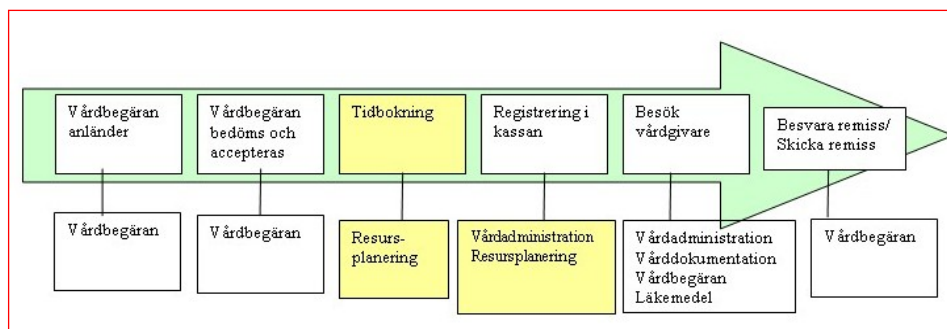 Vårdbegäran
anländer
Vårdbegäran
bedöms och
accepteras
Tidbokning
Registrering i
kassan
Besök
vårdgivare
Besvara remiss/
Skicka remiss
Vårdbegäran
Vårdbegäran
Resurs-
planering
Vårdadministration
Resursplanering
Vårdadministration
Vårddokumentation
Vårdbegäran
Läkemedel
Vårdbegäran